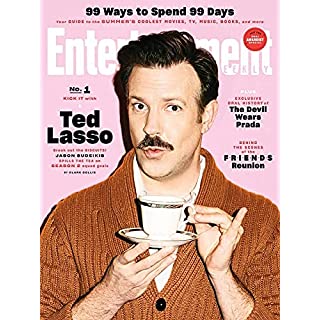 99 Ways to Spend 99 Days
Your GUIDE to the SUMMER'S COOLEST MOVIES, TV, MUSIC, BOOKS, and more
Entertainment
WEEKLY
No. 1
KICK IT with
Ted
Lasso
Break out the BISCUITS!
JASON SUDEIKIS
SPILLS THE TEA on
SEASON 2 squad goals
BY CLARK COLLIS
PLUS
EXCLUSIVE
ORAL HISTORY of
The Devil
Wears
Prada
BEHIND
THE SCENES
of the
FRIENDS
Reunion